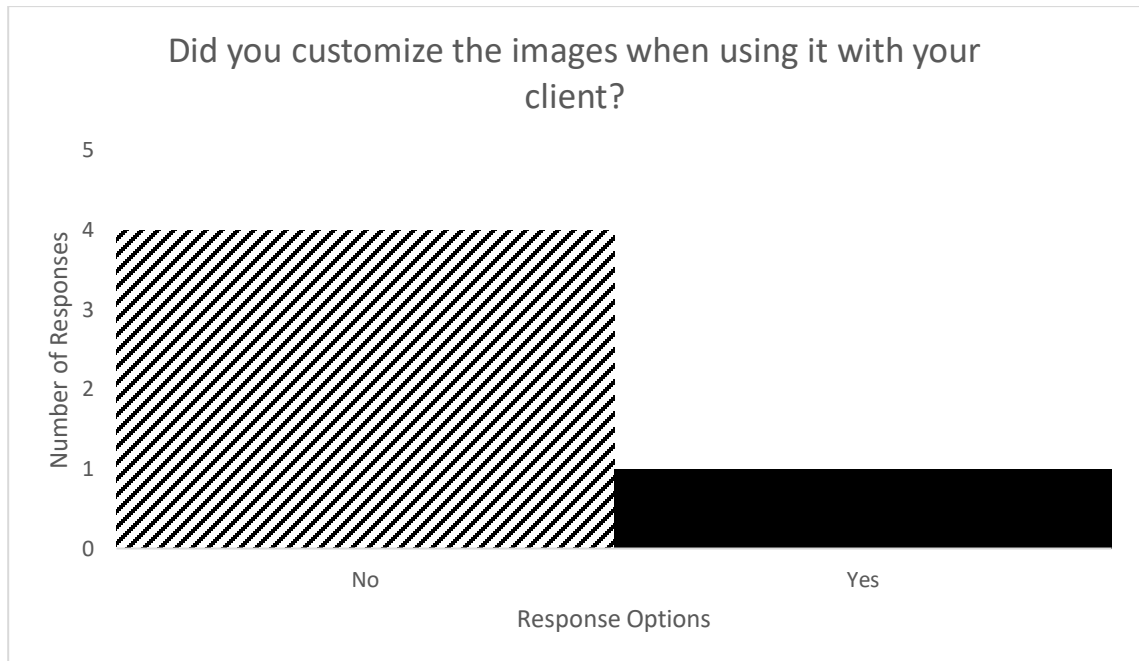 Did you customize the images when using it with your
client?
5
4
3
2
1
0
Number of Responses
No
Yes
Response Options